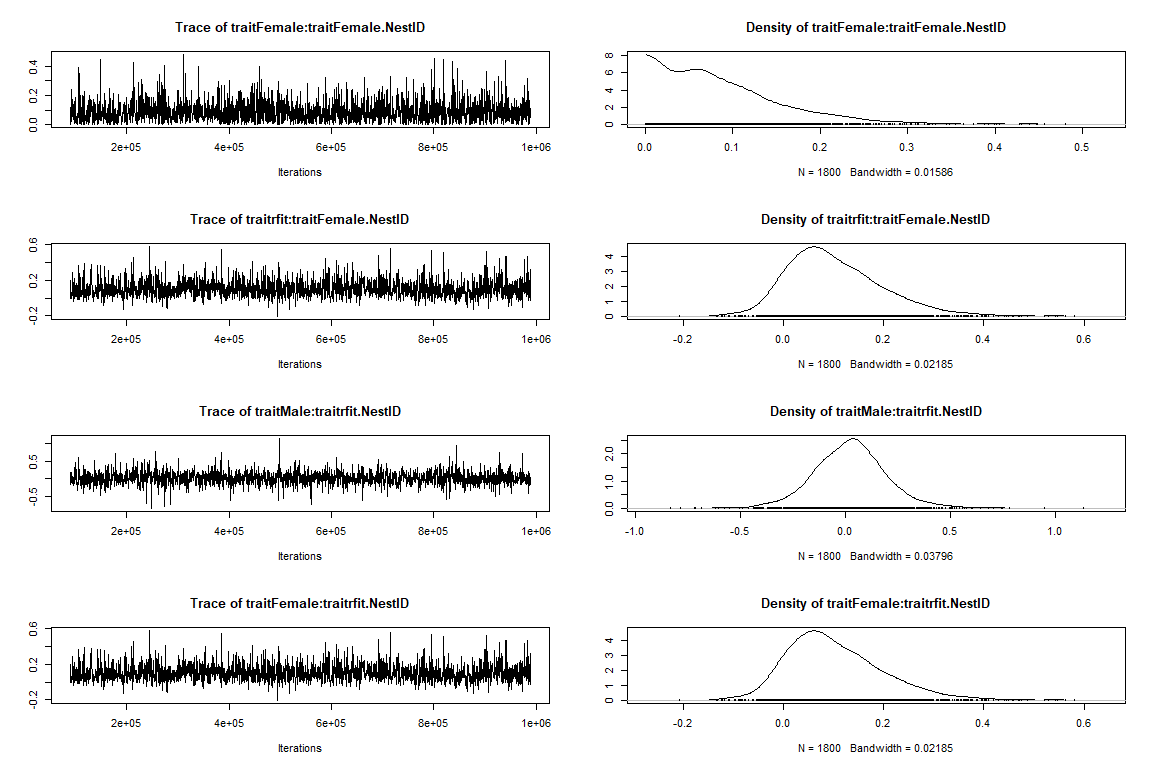 Trace of traitFemale:traitFemale.NestID
Density of traitFemale:traitFemale.NestID
0.0 0.2 0.4
0 2 4 6 8
2e+05 4e+05 6e+05 8e+05 1e+06
0.0 0.1 0.2 0.3 0.4 0.5
Iterations
N = 1800 Bandwidth = 0.01586
Trace of traitrfit:traitFemale.NestID
Density of traitrfit:traitFemale.NestID
-0.2 0.2 0.6
0 1 2 3 4
2e+05 4e+05 6e+05 8e+05 1e+06
-0.2 0.0 0.2 0.4 0.6
Iterations
N = 1800 Bandwidth = 0.02185
Trace of traitMale:traitrfit.NestID
Density of traitMale:traitrfit.NestID
-0.5 0.5
0.0 1.0 2.0
2e+05 4e+05 6e+05 8e+05 1e+06
-1.0 -0.5 0.0 0.5 1.0
Iterations
N = 1800 Bandwidth = 0.03796
Trace of traitFemale:traitrfit.NestID
Density of traitFemale:traitrfit.NestID
-0.2 0.2 0.6
0 1 2 3 4
2e+05 4e+05 6e+05 8e+05 1e+06
-0.2 0.0 0.2 0.4 0.6
Iterations
N = 1800 Bandwidth = 0.02185